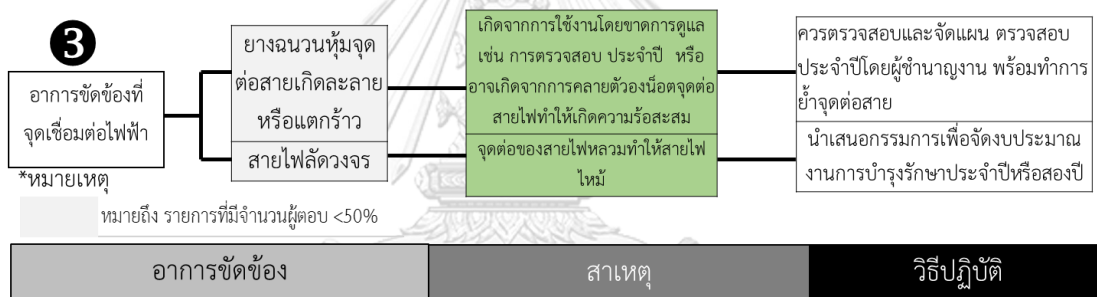 ❸
อาการขัดข้องที่
จุดเชื่อมต่อไฟฟ้า
ยางฉนวนหุ้มจุด
ต่อสายเกิดละลาย
หรือแตกร้าว
สายไฟลัดวงจร
เกิดจากการใช้งานโดยขาดการดูแล
เช่น การตรวจสอบ ประจำปี หรือ
อาจเกิดจากการคลายตัวองน็อตจุดต่อ
สายไฟทำให้เกิดความร้อสะสม
จุดต่อของสายไฟหลวมทำให้สายไฟ
ไหม้
ควรตรวจสอบและจัดแผน ตรวจสอบ
ประจำปีโดยผู้ชำนาญงาน พร้อมทำการ
ย้ำจุดต่อสาย
นำเสนอกรรมการเพื่อจัดงบประมาณ
งานการบำรุงรักษาประจำปีหรือสองปี
*หมายเหตุ
หมายถึง รายการที่มีจำนวนผู้ตอบ <50%
อาการขัดข้อง
สาเหตุ
วิธีปฏิบัติ